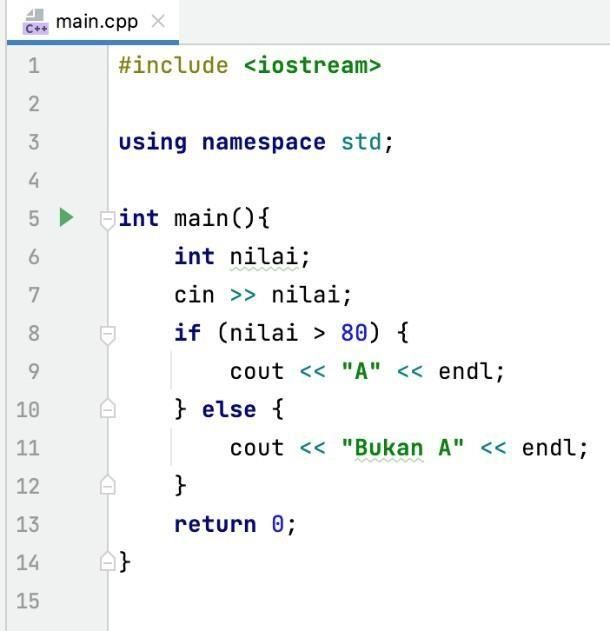 C++ main.cpp ×
1 #include <iostream>
2
3 using namespace std;
4
5 int main(){
6     int nilai;
7     cin >> nilai;
8     if (nilai > 80) {
9         cout << "A" << endl;
10     } else {
11         cout << "Bukan A" << endl;
12     }
13     return 0;
14 }
15